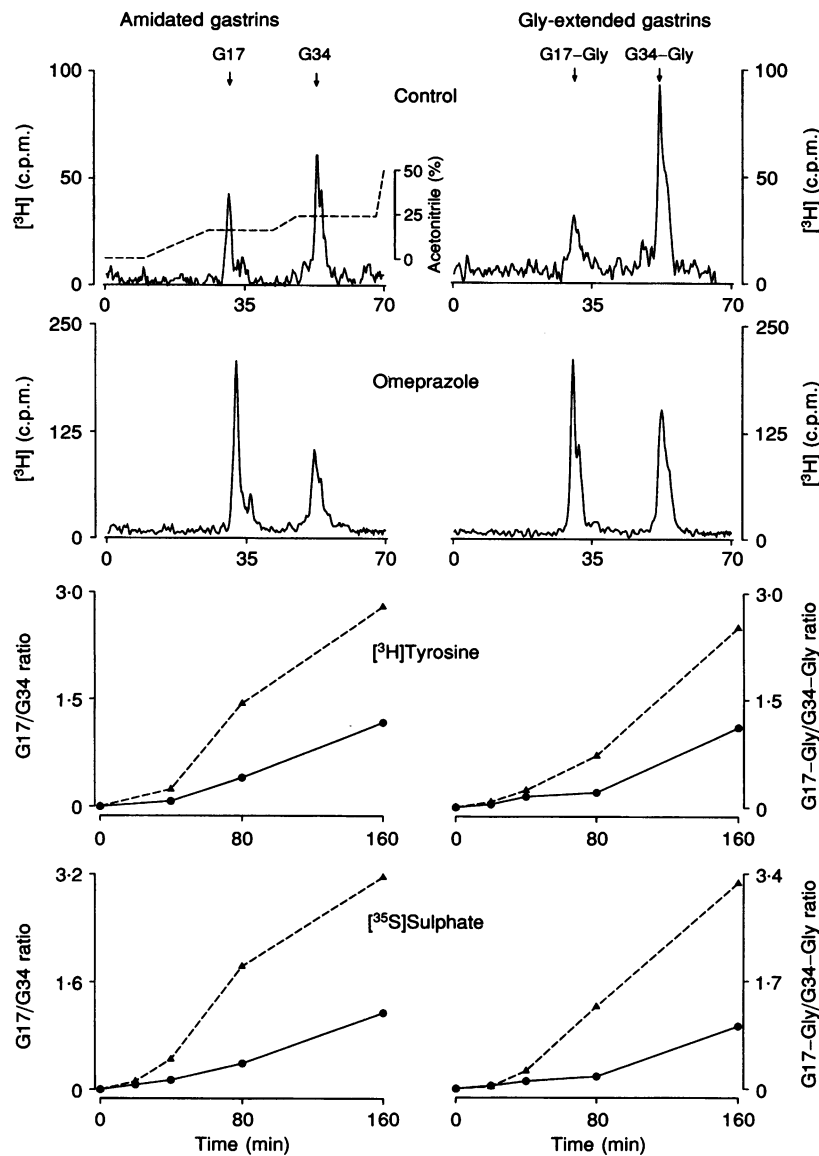 Amidated gastrins
Gly-extended gastrins
G17
G34
G17–Gly
G34–Gly
Control
100
50
0
[³H] (c.p.m.)
50
25
0
Acetonitrile (%)
0
35
70
100
50
0
[³H] (c.p.m.)
0
35
70
Omeprazole
250
125
0
[³H] (c.p.m.)
0
35
70
250
125
0
[³H] (c.p.m.)
0
35
70
[³H]Tyrosine
3·0
1·5
0
G17/G34 ratio
0
80
160
3·0
1·5
0
G17–Gly/G34–Gly ratio
0
80
160
[³⁵S]Sulphate
3·2
1·6
0
G17/G34 ratio
0
80
160
Time (min)
3·4
1·7
0
G17–Gly/G34–Gly ratio
0
80
160
Time (min)